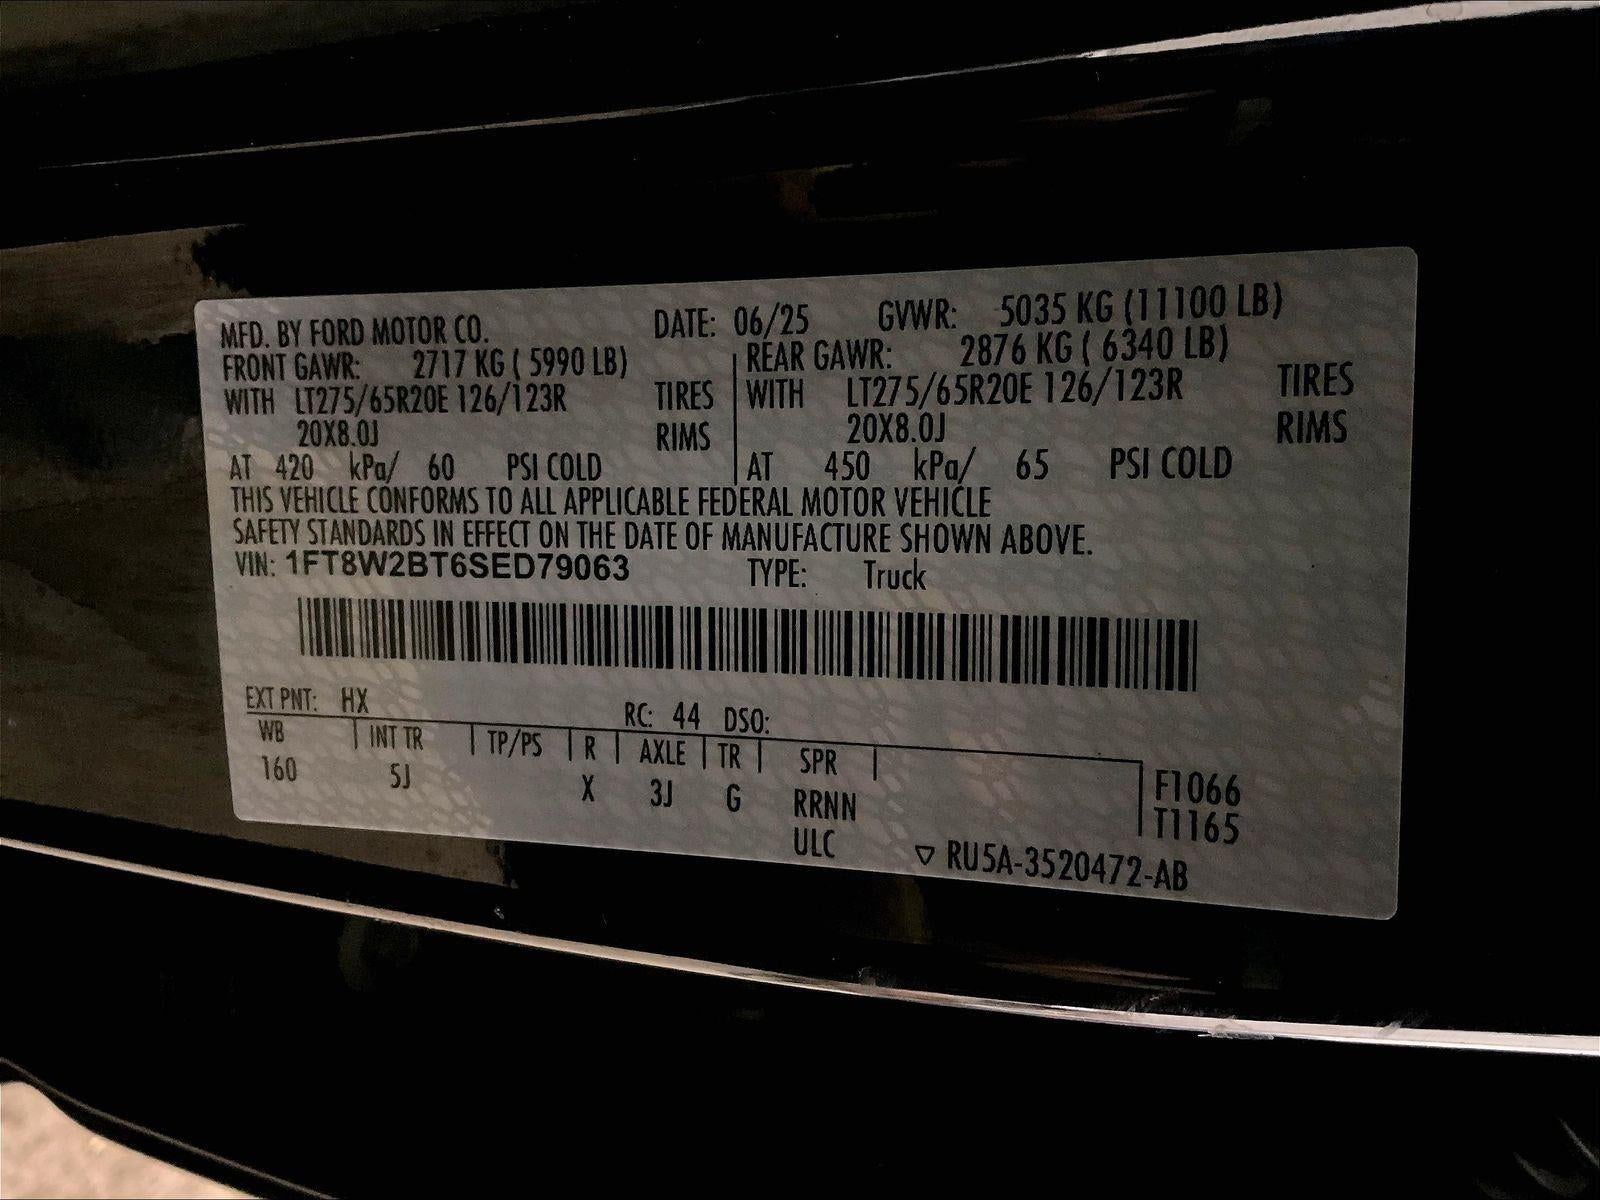 MFD. BY FORD MOTOR CO. DATE: 06/25 GVWR: 5035 KG (11100 LB)
FRONT GAWR: 2717 KG ( 5990 LB) REAR GAWR: 2876 KG ( 6340 LB)
WITH LT275/65R20E 126/123R TIRES WITH LT275/65R20E 126/123R TIRES
20X8.0J RIMS 20X8.0J RIMS
AT 420 kPa/ 60 PSI COLD AT 450 kPa/ 65 PSI COLD
THIS VEHICLE CONFORMS TO ALL APPLICABLE FEDERAL MOTOR VEHICLE
SAFETY STANDARDS IN EFFECT ON THE DATE OF MANUFACTURE SHOWN ABOVE.
VIN: 1FT8W2BT6SED79063 TYPE: Truck
EXT PNT: HX RC: 44 DSO:
WB INT TR TP/PS R AXLE TR SPR
160 5J X 3J G RRNN F1066
ULC T1165
▽ RU5A-3520472-AB